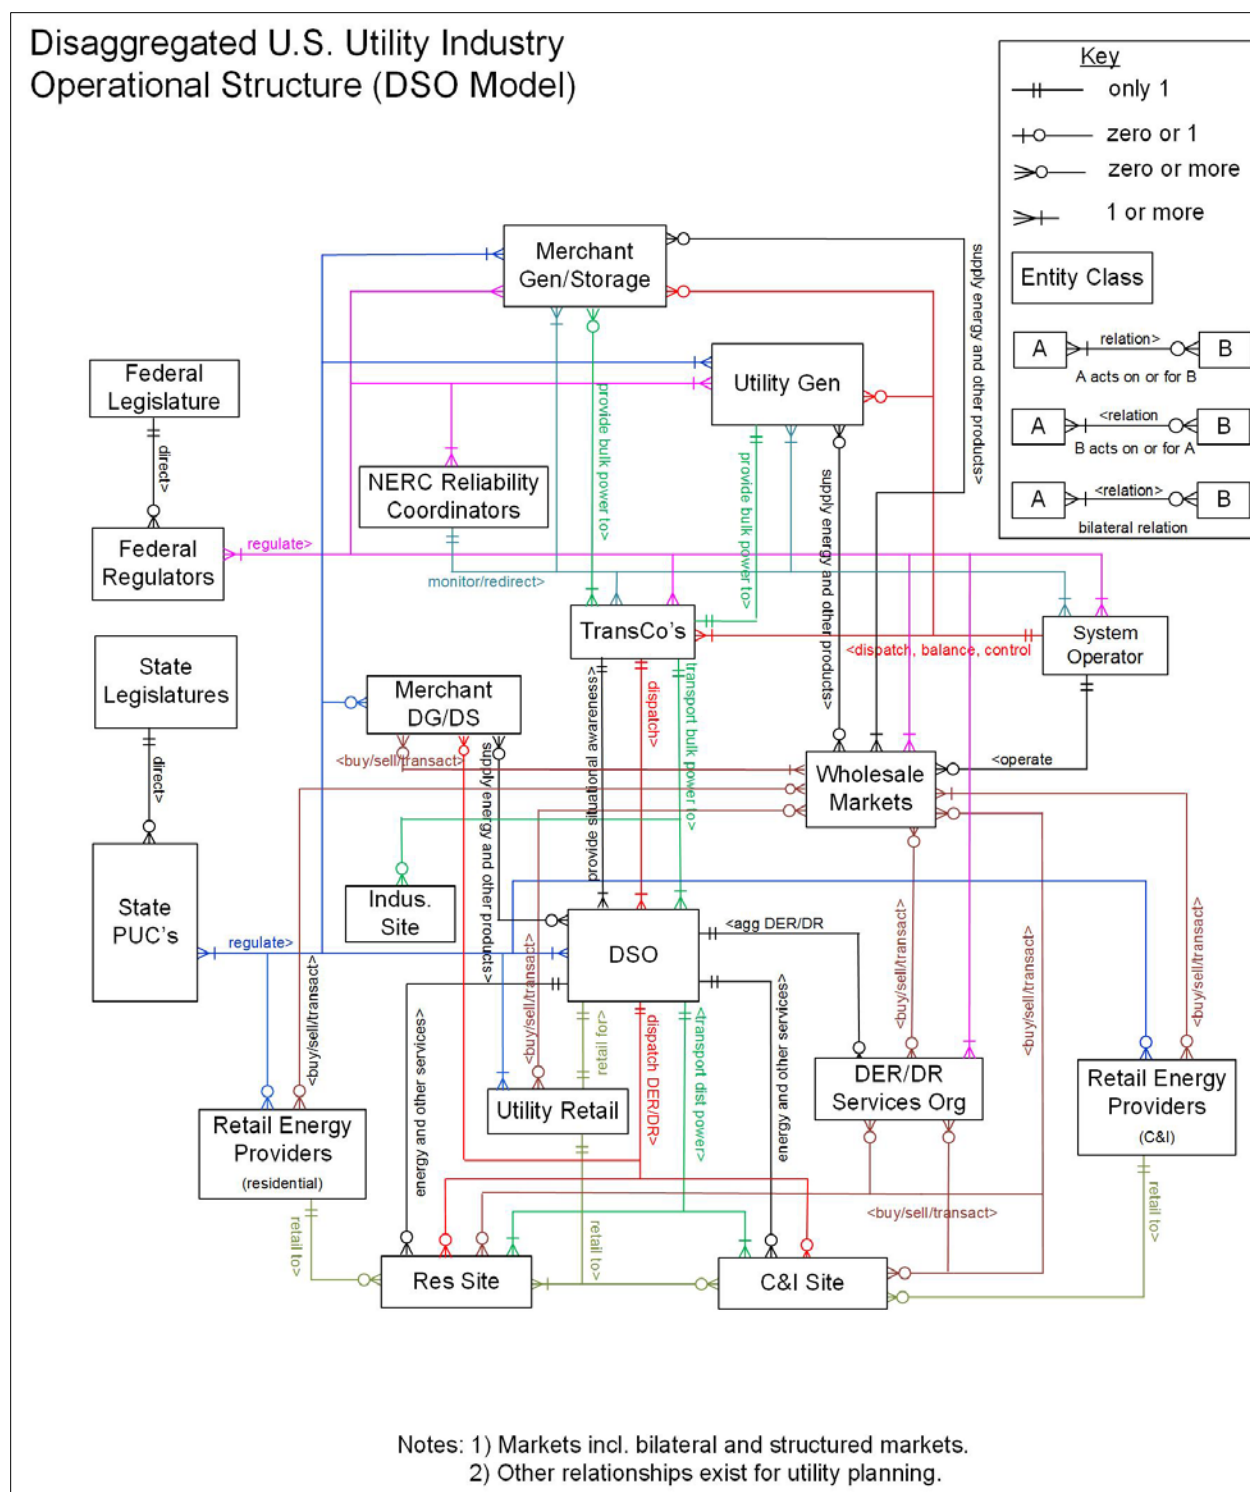 Disaggregated U.S. Utility Industry
Operational Structure (DSO Model)
Key
only 1
zero or 1
zero or more
1 or more
Entity Class
A
relation>
B
A acts on or for B
A
<relation
B
B acts on or for A
A
<relation>
B
bilateral relation
Merchant
Gen/Storage
supply energy and other products>
Utility Gen
Federal
Legislature
direct>
provide bulk power to>
provide bulk power to>
supply energy and other products>
NERC Reliability
Coordinators
Federal
Regulators
regulate>
monitor/redirect>
TransCo's
System
Operator
<dispatch, balance, control
State
Legislatures
direct>
Merchant
DG/DS
provide situational awareness>
dispatch>
transport bulk power to>
<buy/sell/transact>
supply energy and other products>
<operate
Wholesale
Markets
State
PUC's
regulate>
Indus.
Site
DSO
<agg DER/DR
<buy/sell/transact>
<buy/sell/transact>
<buy/sell/transact>
<buy/sell/transact>
<buy/sell/transact>
energy and other services>
retail for>
dispatch DER/DR>
<transport dist power>
energy and other services>
Retail Energy
Providers
(residential)
Utility Retail
DER/DR
Services Org
Retail Energy
Providers
(C&I)
<buy/sell/transact>
retail to>
retail to>
retail to>
Res Site
C&I Site
Notes: 1) Markets incl. bilateral and structured markets.
2) Other relationships exist for utility planning.